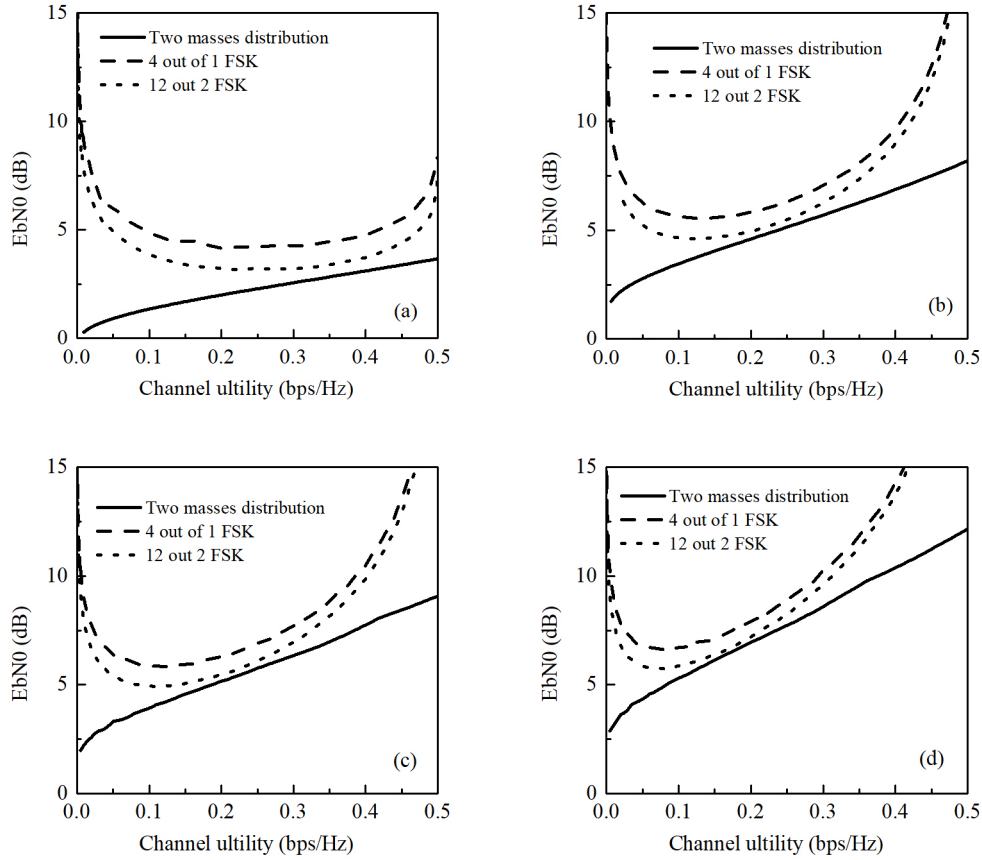 15
10
5
0
EbN0 (dB)
Two masses distribution
4 out of 1 FSK
12 out 2 FSK
(a)
0.0 0.1 0.2 0.3 0.4 0.5
Channel ultility (bps/Hz)
15
10
5
0
EbN0 (dB)
Two masses distribution
4 out of 1 FSK
12 out 2 FSK
(b)
0.0 0.1 0.2 0.3 0.4 0.5
Channel ultility (bps/Hz)
15
10
5
0
EbN0 (dB)
Two masses distribution
4 out of 1 FSK
12 out 2 FSK
(c)
0.0 0.1 0.2 0.3 0.4 0.5
Channel ultility (bps/Hz)
15
10
5
0
EbN0 (dB)
Two masses distribution
4 out of 1 FSK
12 out 2 FSK
(d)
0.0 0.1 0.2 0.3 0.4 0.5
Channel ultility (bps/Hz)